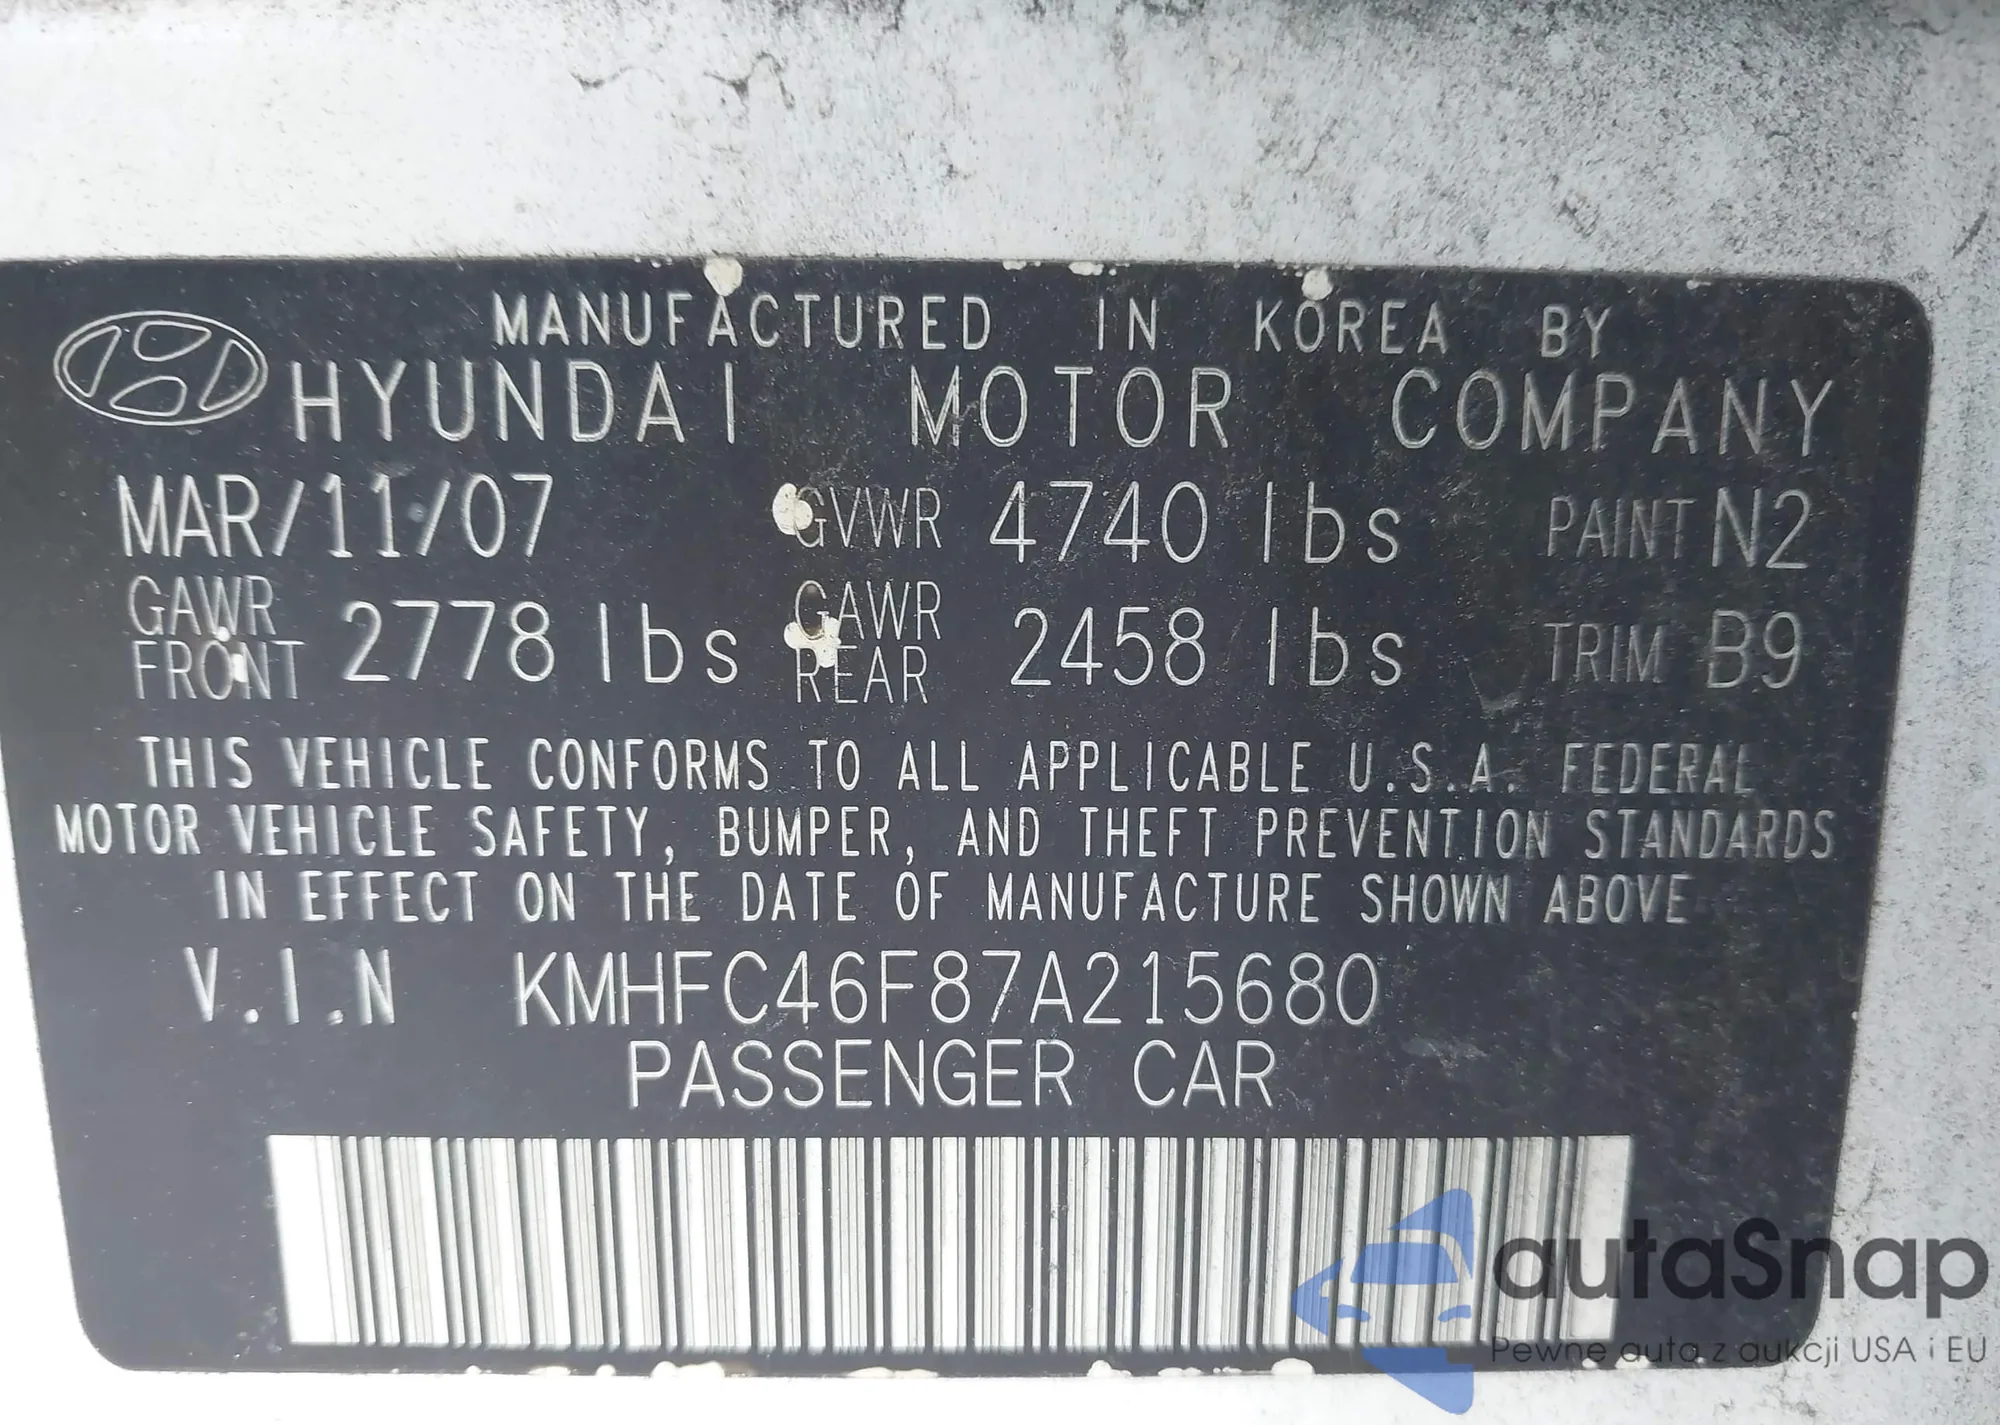 MANUFACTURED IN KOREA BY
HYUNDAI MOTOR COMPANY
MAR/11/07 GVWR 4740 lbs PAINT N2
GAWR FRONT 2778 lbs GAWR REAR 2458 lbs TRIM B9
THIS VEHICLE CONFORMS TO ALL APPLICABLE U.S.A. FEDERAL
MOTOR VEHICLE SAFETY, BUMPER, AND THEFT PREVENTION STANDARDS
IN EFFECT ON THE DATE OF MANUFACTURE SHOWN ABOVE
V.I.N KMHFC46F87A215680
PASSENGER CAR
autaSnap
Pewne auta z aukcji USA i EU